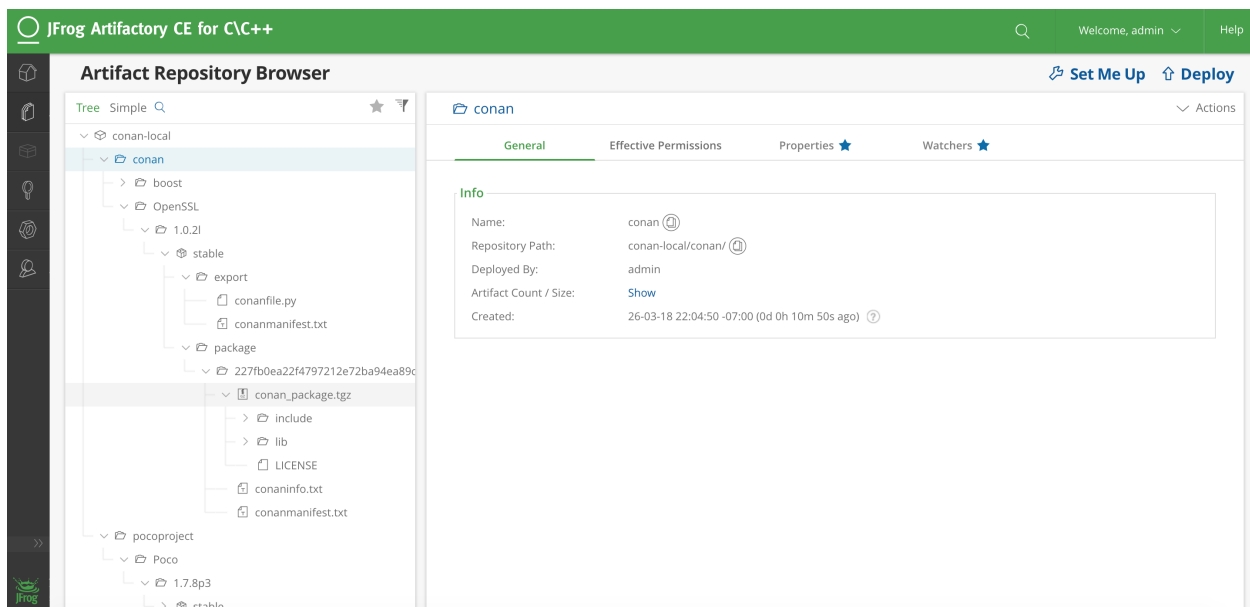 JFrog Artifactory CE for C\C++
Welcome, admin
Help
Artifact Repository Browser
Set Me Up
Deploy
Tree Simple
conan-local
conan
boost
OpenSSL
1.0.2l
stable
export
conanfile.py
conanmanifest.txt
package
227fb0ea22f4797212e72ba94ea89c
conan_package.tgz
include
lib
LICENSE
conaninfo.txt
conanmanifest.txt
pocoproject
Poco
1.7.8p3
stable
JFrog
conan
Actions
General Effective Permissions Properties Watchers
Info
Name: conan
Repository Path: conan-local/conan/
Deployed By: admin
Artifact Count / Size: Show
Created: 26-03-18 22:04:50 -07:00 (0d 0h 10m 50s ago)